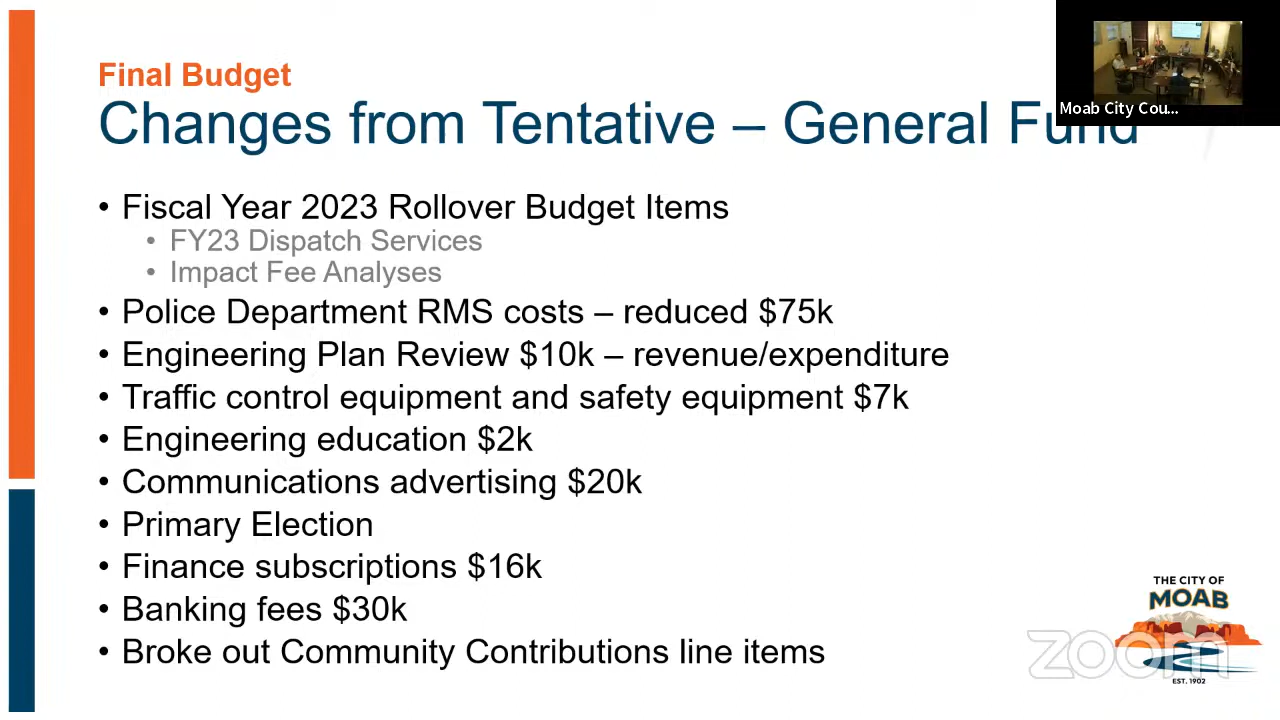 Final Budget
Changes from Tentative – General Fund
Moab City Cou...
• Fiscal Year 2023 Rollover Budget Items
• FY23 Dispatch Services
• Impact Fee Analyses
• Police Department RMS costs – reduced $75k
• Engineering Plan Review $10k – revenue/expenditure
• Traffic control equipment and safety equipment $7k
• Engineering education $2k
• Communications advertising $20k
• Primary Election
• Finance subscriptions $16k
• Banking fees $30k
• Broke out Community Contributions line items
THE CITY OF
MOAB
zoom
EST. 1902